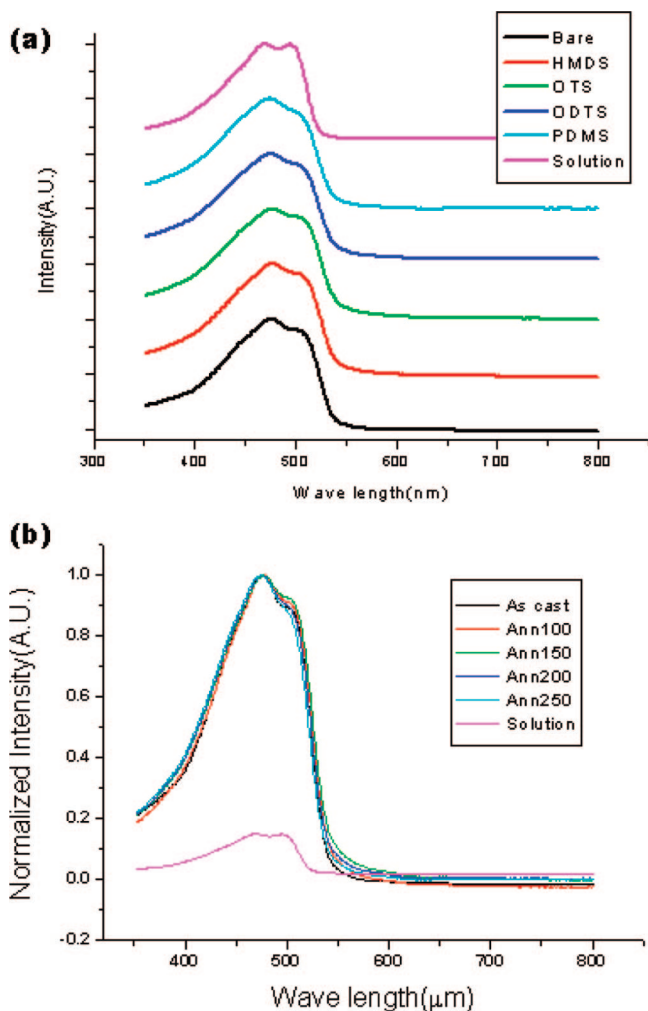 (a)
Bare
HMDS
OTS
ODTS
PDMS
Solution
Intensity(A.U.)
300 400 500 600 700 800
Wave length(nm)
(b)
As cast
Ann100
Ann150
Ann200
Ann250
Solution
Normalized Intensity(A.U.)
1.0
0.8
0.6
0.4
0.2
0.0
-0.2
400 500 600 700 800
Wave length(μm)